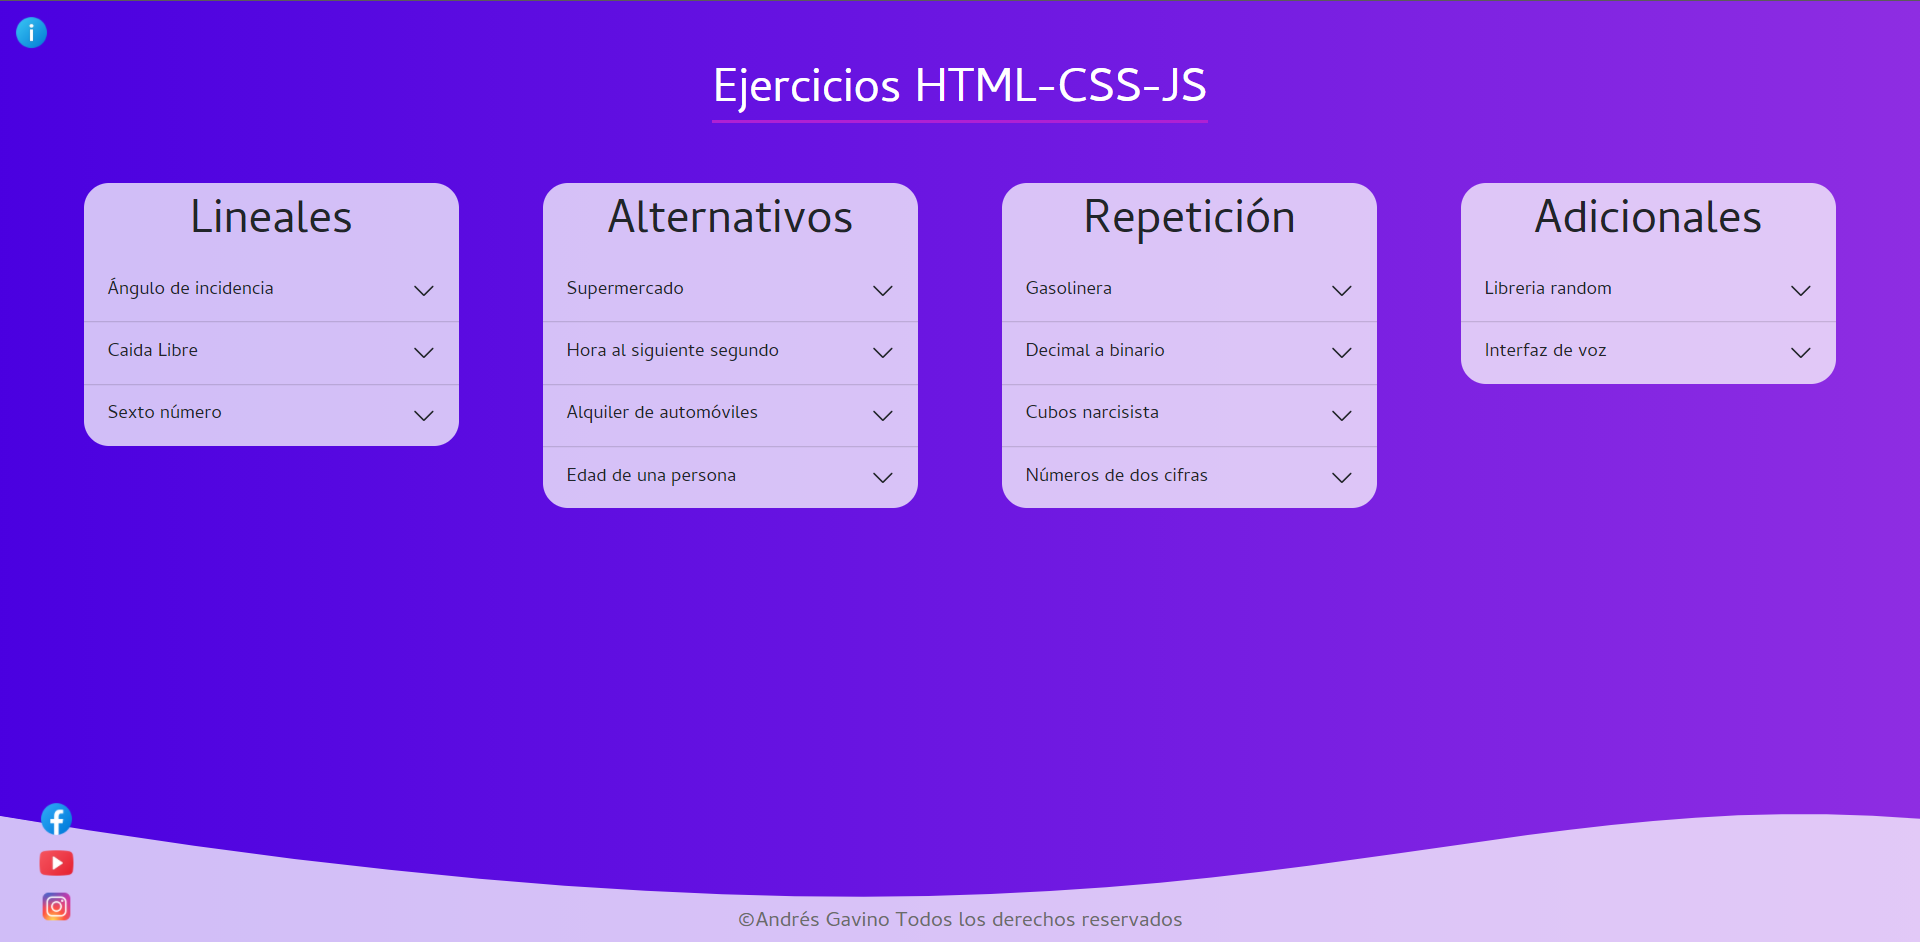 Ejercicios HTML-CSS-JS
Lineales
Ángulo de incidencia
Caida Libre
Sexto número
Alternativos
Supermercado
Hora al siguiente segundo
Alquiler de automóviles
Edad de una persona
Repetición
Gasolinera
Decimal a binario
Cubos narcisista
Números de dos cifras
Adicionales
Libreria random
Interfaz de voz
©Andrés Gavino Todos los derechos reservados